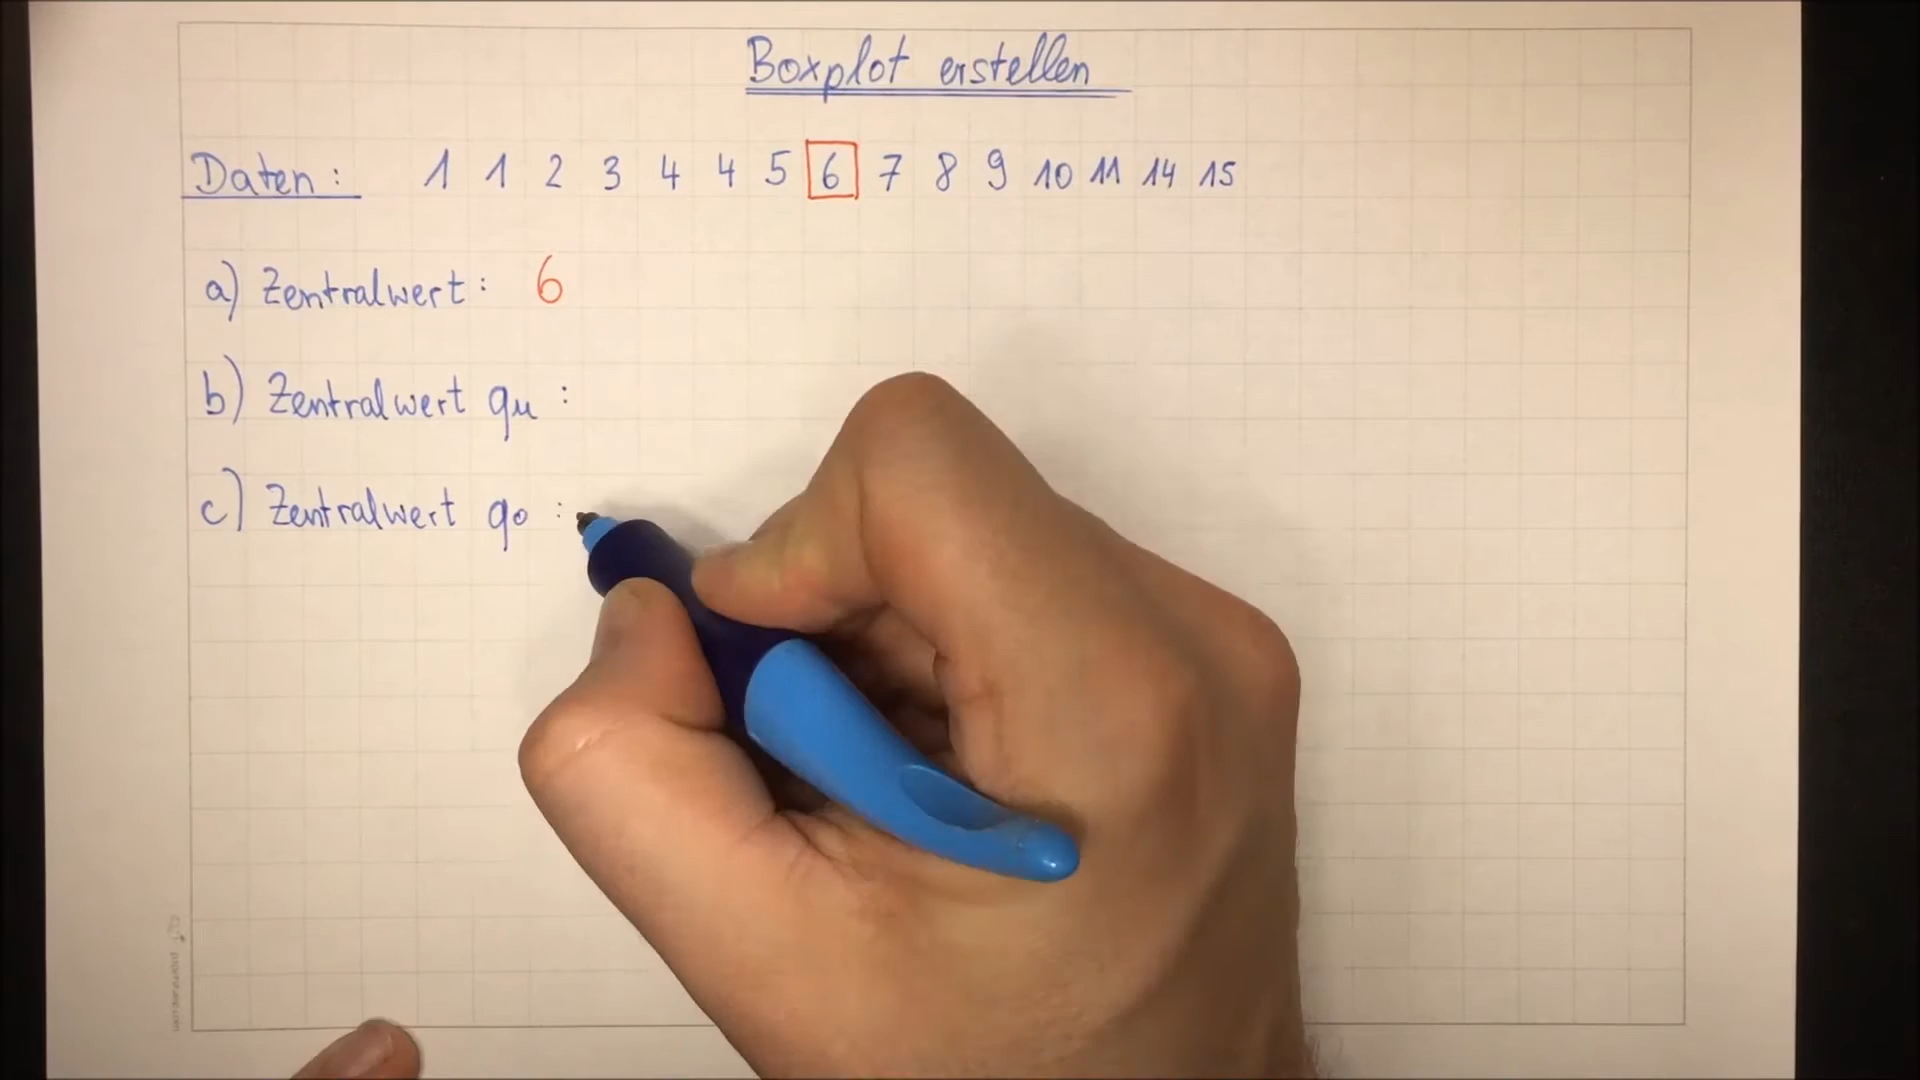 Boxplot erstellen
Daten: 1 1 2 3 4 4 5 6 7 8 9 10 11 14 15
a) Zentralwert: 6
b) Zentralwert qu :
c) Zentralwert qo :